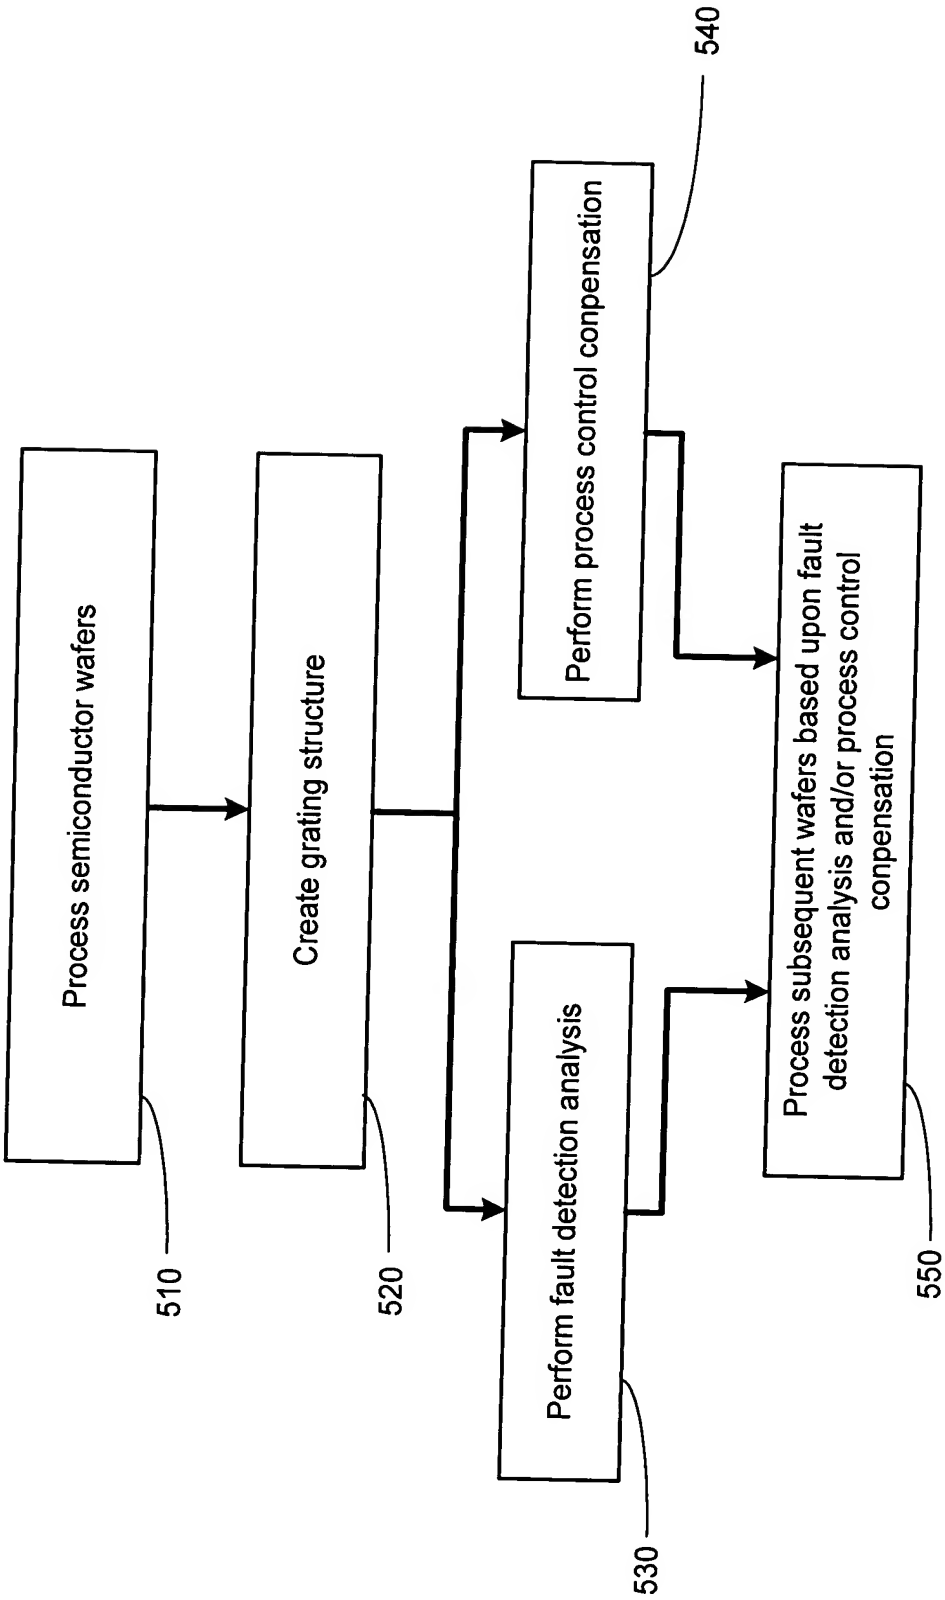 Process semiconductor wafers
510
Create grating structure
520
Perform fault detection analysis
530
Perform process control conpensation
540
Process subsequent wafers based upon fault
detection analysis and/or process control
conpensation
550